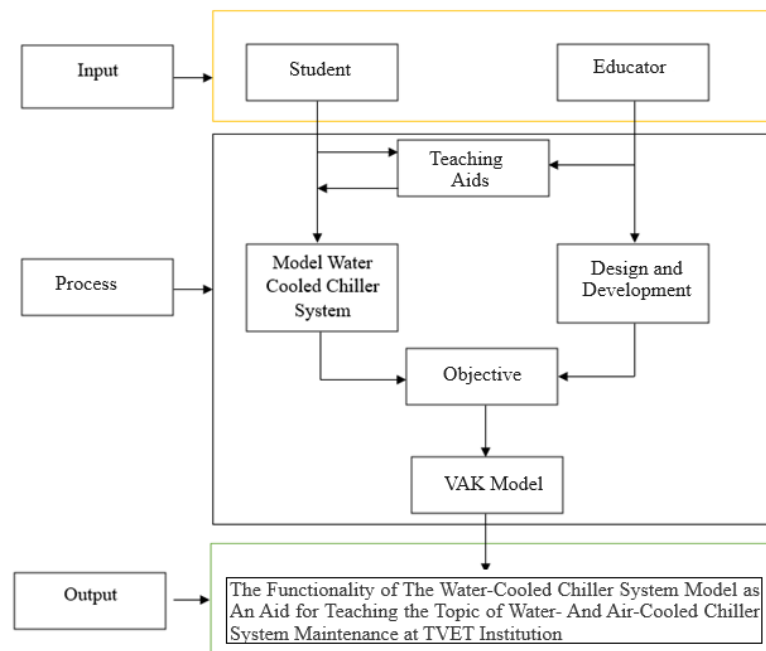 Input
Student
Educator
Teaching
Aids
Process
Model Water
Cooled Chiller
System
Design and
Development
Objective
VAK Model
Output
The Functionality of The Water-Cooled Chiller System Model as
An Aid for Teaching the Topic of Water- And Air-Cooled Chiller
System Maintenance at TVET Institution